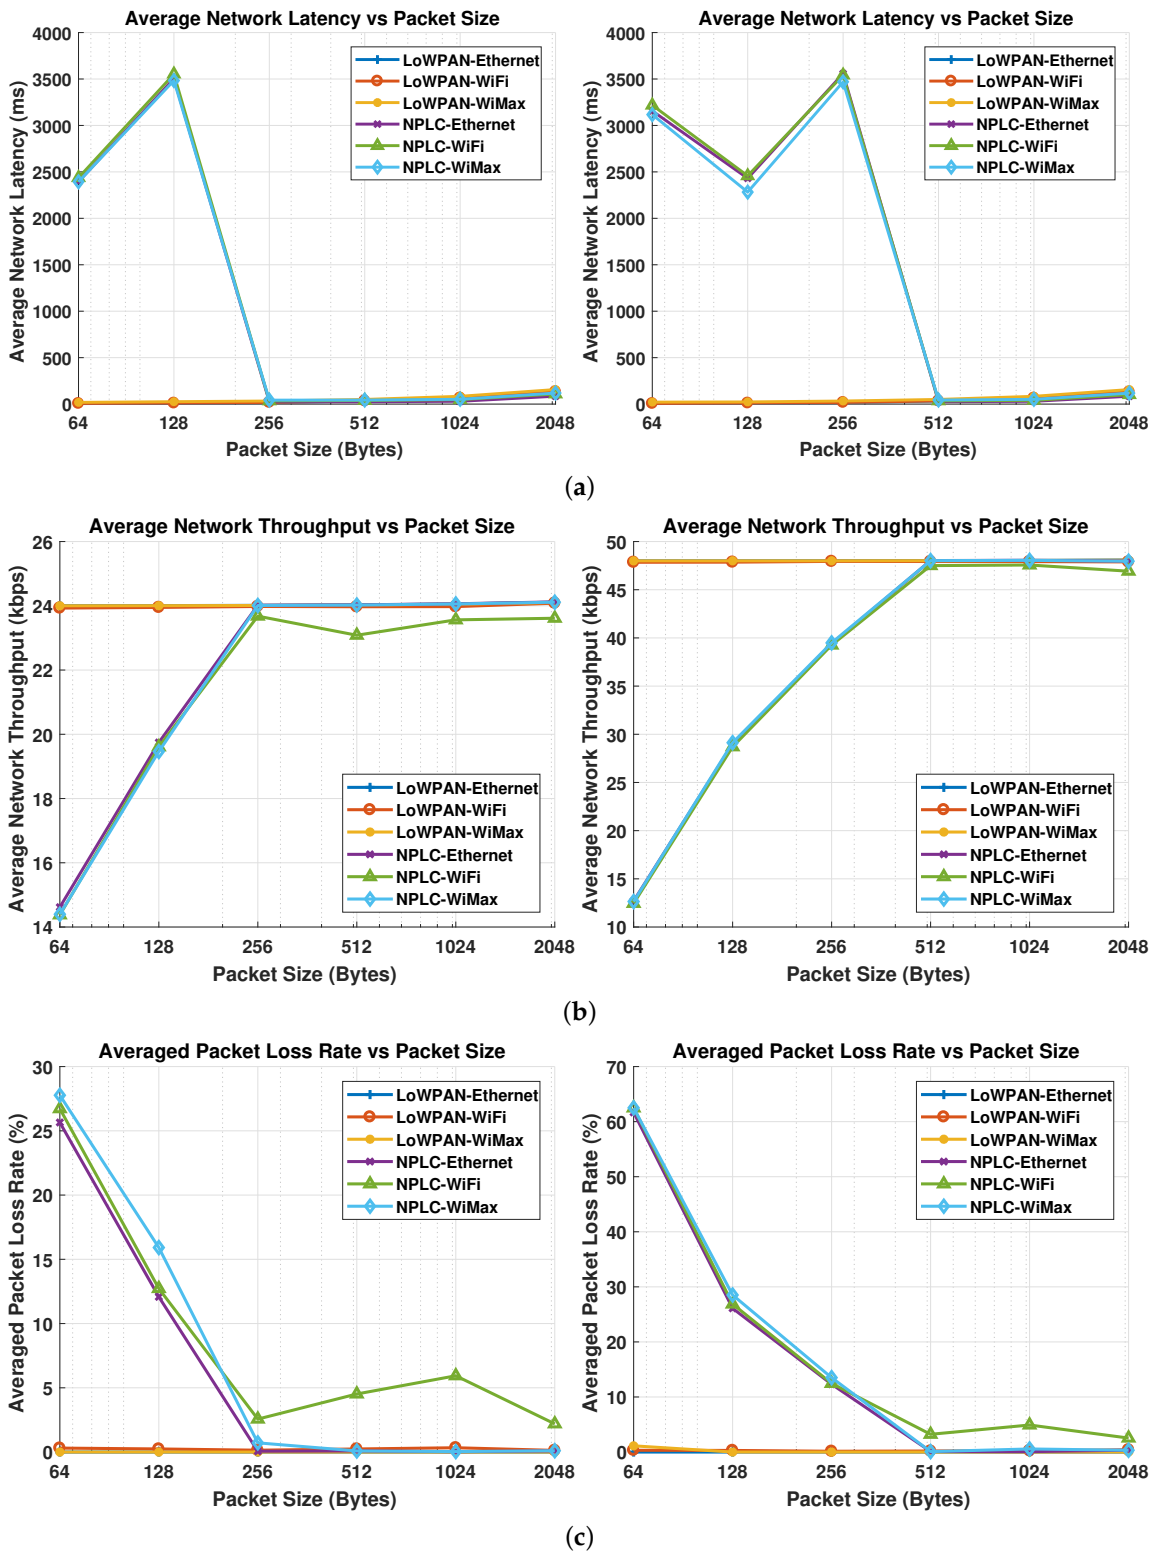 Average Network Latency vs Packet Size
Average Network Latency (ms)
4000
3500
3000
2500
2000
1500
1000
500
0
64 128 256 512 1024 2048
Packet Size (Bytes)
LoWPAN-Ethernet
LoWPAN-WiFi
LoWPAN-WiMax
NPLC-Ethernet
NPLC-WiFi
NPLC-WiMax
Average Network Latency vs Packet Size
Average Network Latency (ms)
4000
3500
3000
2500
2000
1500
1000
500
0
64 128 256 512 1024 2048
Packet Size (Bytes)
LoWPAN-Ethernet
LoWPAN-WiFi
LoWPAN-WiMax
NPLC-Ethernet
NPLC-WiFi
NPLC-WiMax
(a)
Average Network Throughput vs Packet Size
Average Network Throughput (kbps)
26
24
22
20
18
16
14
64 128 256 512 1024 2048
Packet Size (Bytes)
LoWPAN-Ethernet
LoWPAN-WiFi
LoWPAN-WiMax
NPLC-Ethernet
NPLC-WiFi
NPLC-WiMax
Average Network Throughput vs Packet Size
Average Network Throughput (kbps)
50
45
40
35
30
25
20
15
10
64 128 256 512 1024 2048
Packet Size (Bytes)
LoWPAN-Ethernet
LoWPAN-WiFi
LoWPAN-WiMax
NPLC-Ethernet
NPLC-WiFi
NPLC-WiMax
(b)
Averaged Packet Loss Rate vs Packet Size
Averaged Packet Loss Rate (%)
30
25
20
15
10
5
0
64 128 256 512 1024 2048
Packet Size (Bytes)
LoWPAN-Ethernet
LoWPAN-WiFi
LoWPAN-WiMax
NPLC-Ethernet
NPLC-WiFi
NPLC-WiMax
Averaged Packet Loss Rate vs Packet Size
Averaged Packet Loss Rate (%)
70
60
50
40
30
20
10
0
64 128 256 512 1024 2048
Packet Size (Bytes)
LoWPAN-Ethernet
LoWPAN-WiFi
LoWPAN-WiMax
NPLC-Ethernet
NPLC-WiFi
NPLC-WiMax
(c)